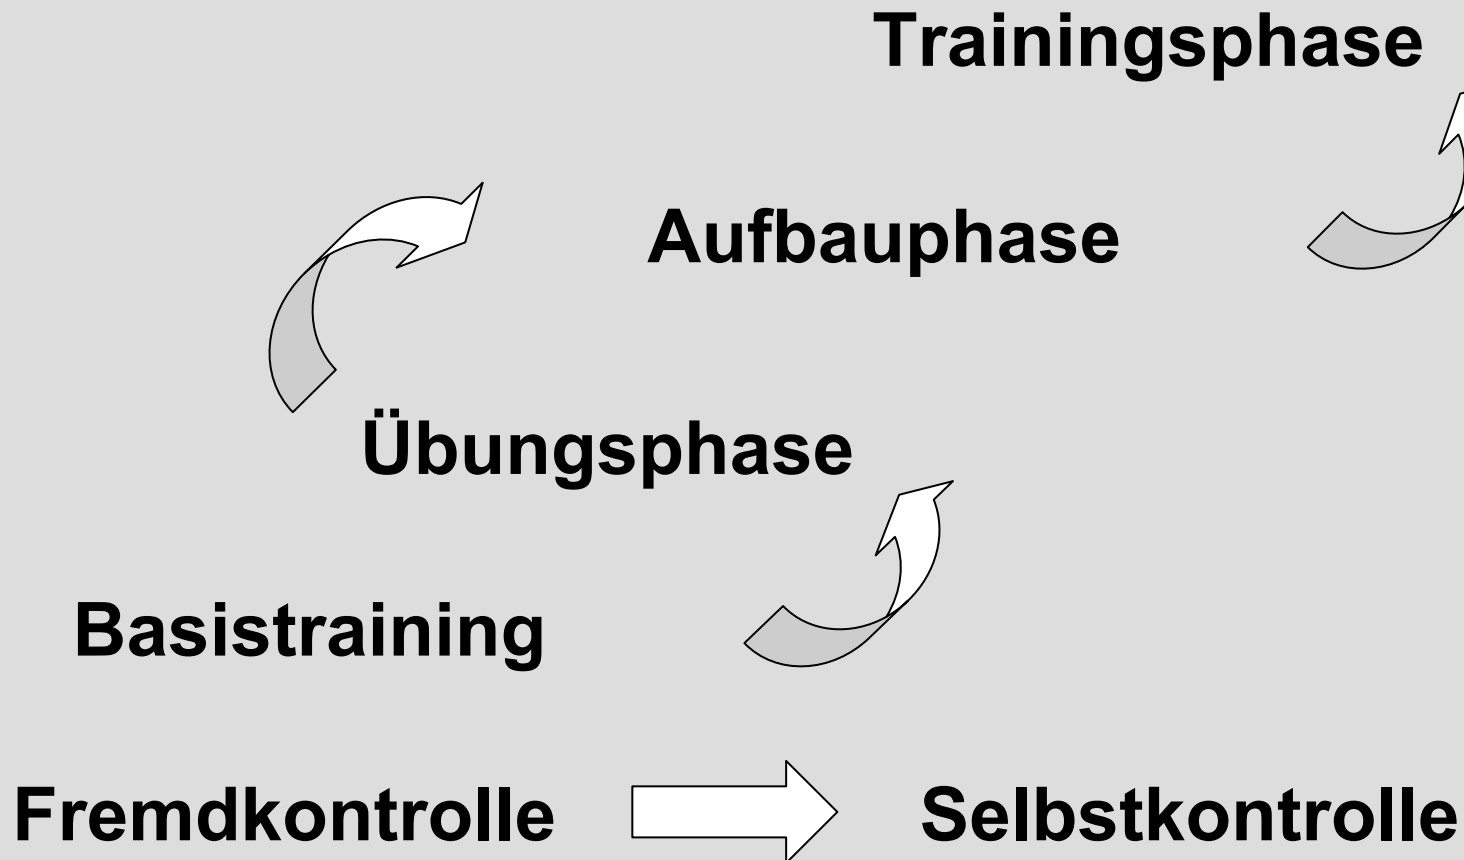 Trainingsphase
Aufbauphase
Übungsphase
Basistraining
Fremdkontrolle Selbstkontrolle